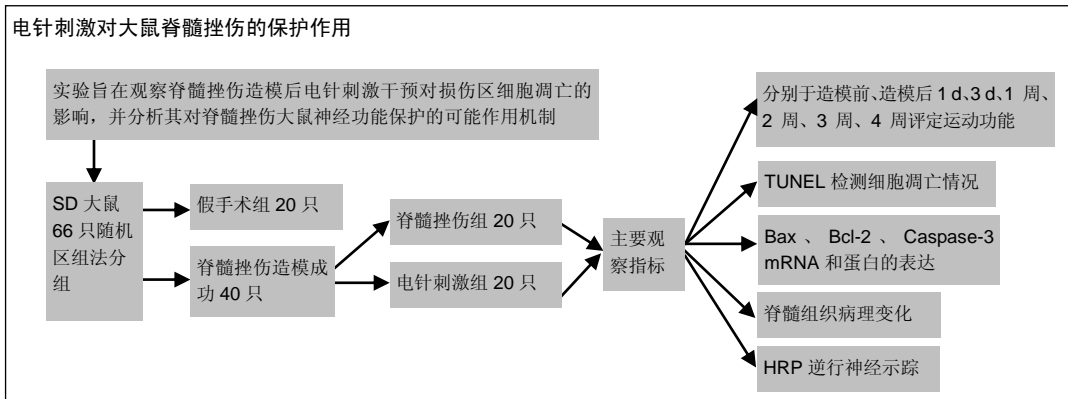 电针刺激对大鼠脊髓挫伤的保护作用
实验旨在观察脊髓挫伤造模后电针刺激干预对损伤区细胞凋亡的
影响，并分析其对脊髓挫伤大鼠神经功能保护的可能作用机制
SD 大鼠
66 只随机
区组法分
组
假手术组 20 只
脊髓挫伤造模成
功 40 只
脊髓挫伤组 20 只
电针刺激组 20 只
主要观
察指标
分别于造模前、造模后 1 d、3 d、1 周、
2 周、3 周、4 周评定运动功能
TUNEL 检测细胞凋亡情况
Bax 、 Bcl-2 、 Caspase-3
mRNA 和蛋白的表达
脊髓组织病理变化
HRP 逆行神经示踪